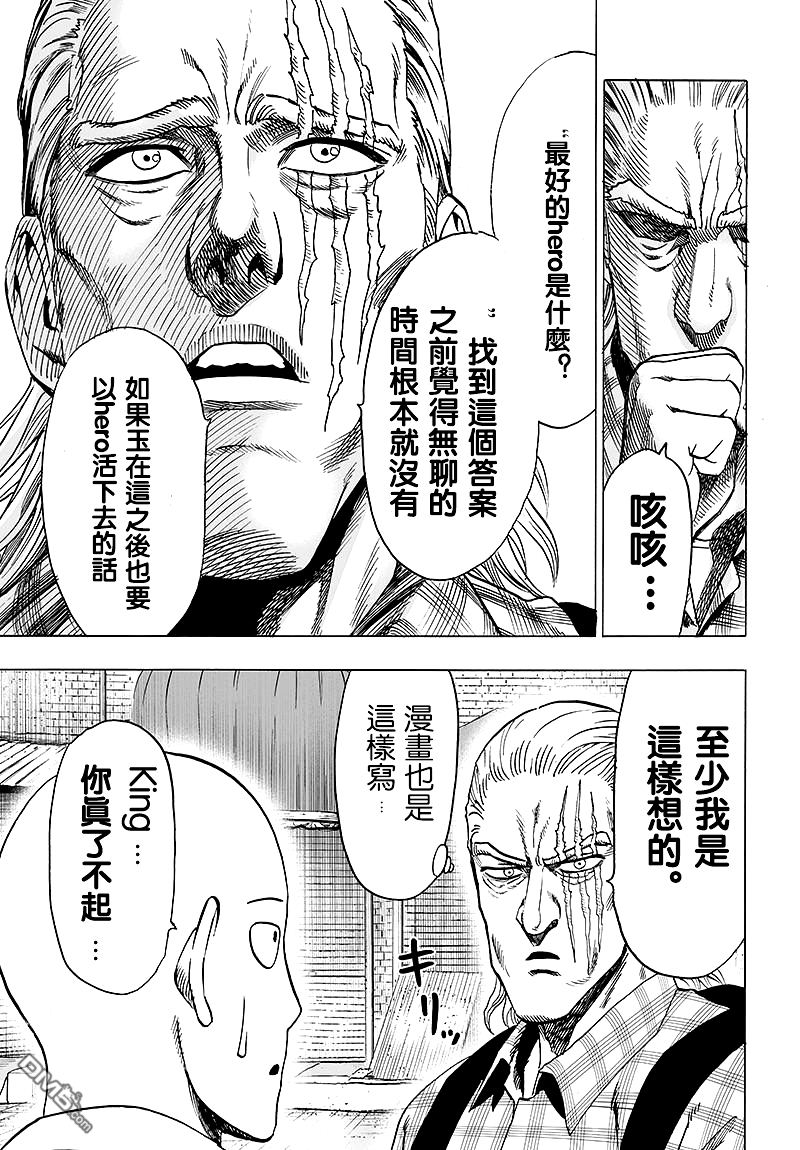 咳咳…
“最好的hero是什麼？
”找到這個答案
之前覺得無聊的
時間根本就沒有
如果玉在這之後也要
以hero活下去的話
至少我是
這樣想的。
漫畫也是
這樣寫…
キリッ
King…
你眞了不起
…
DM5.com